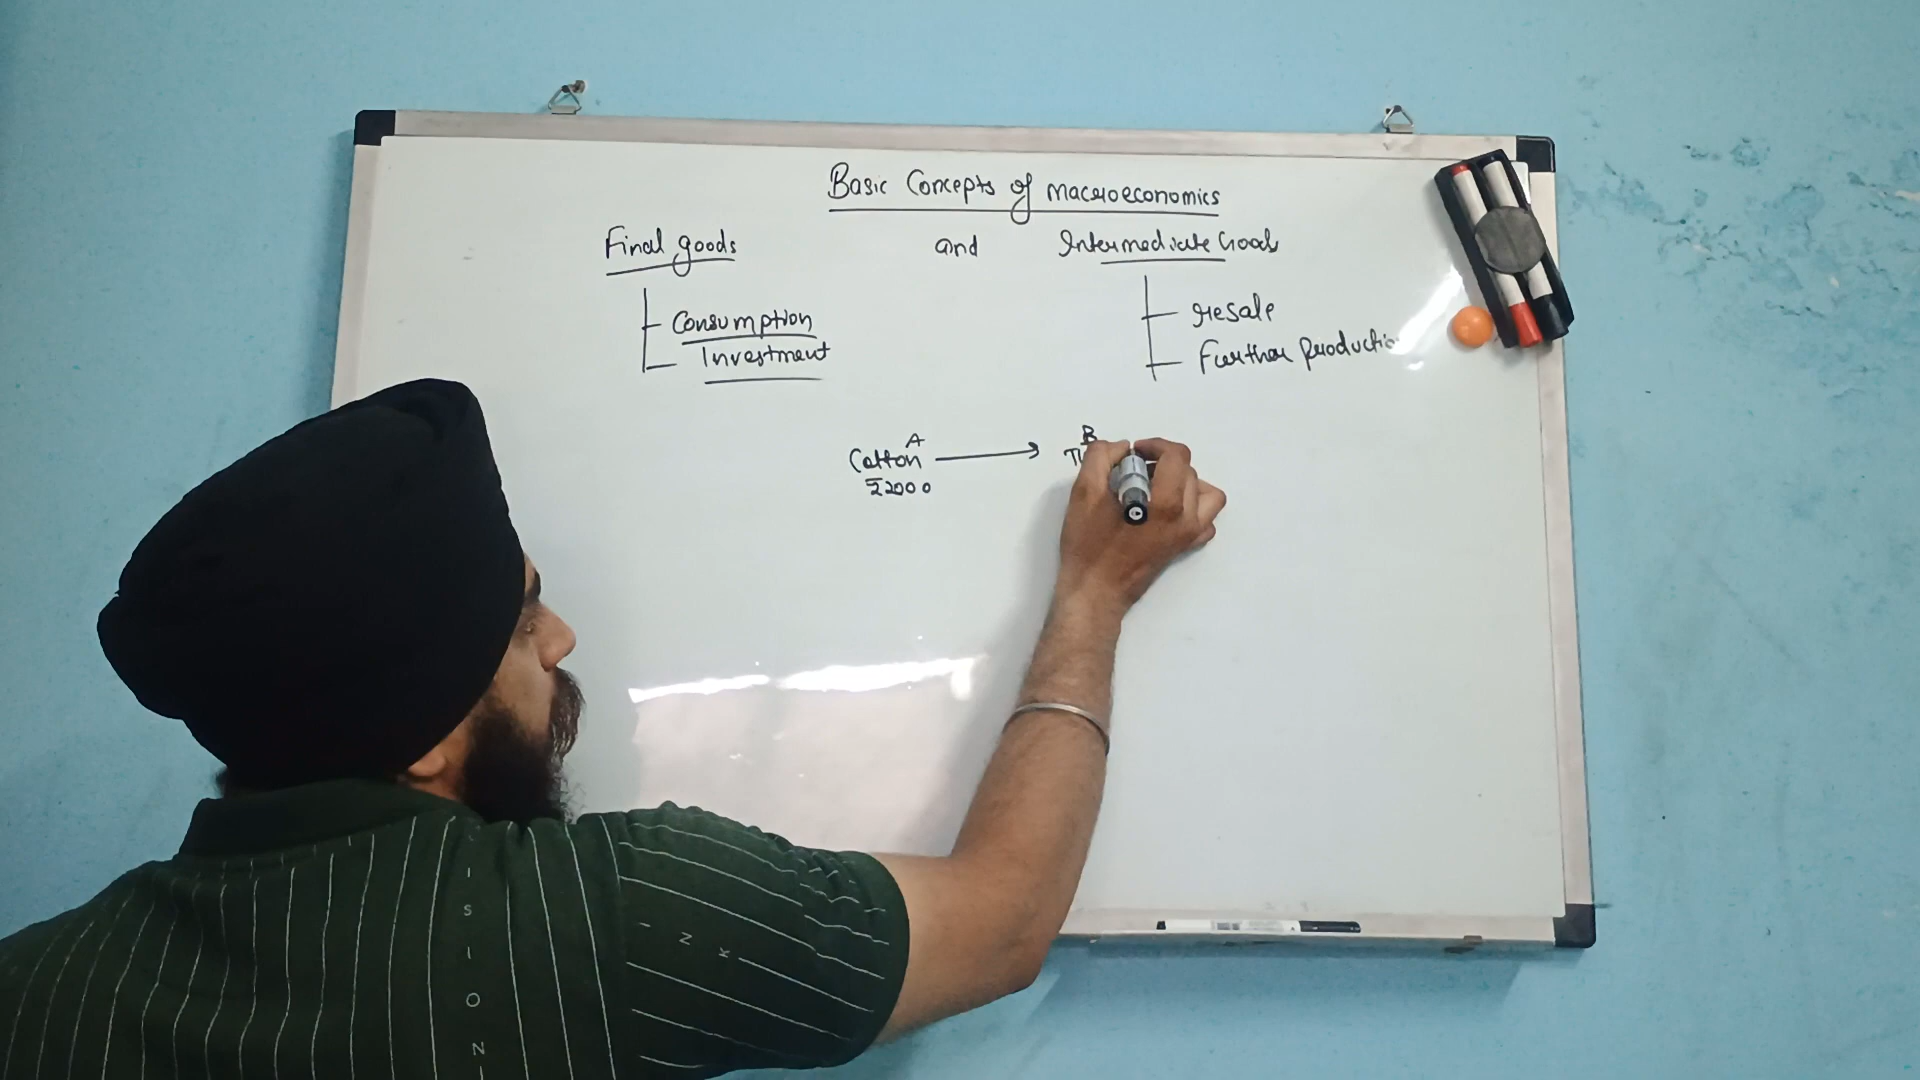 Basic Concepts of macroeconomics
Final goods and Intermediate Goods
Consumption
Investment
resale
Further Production
A
Cotton
₹2000
B